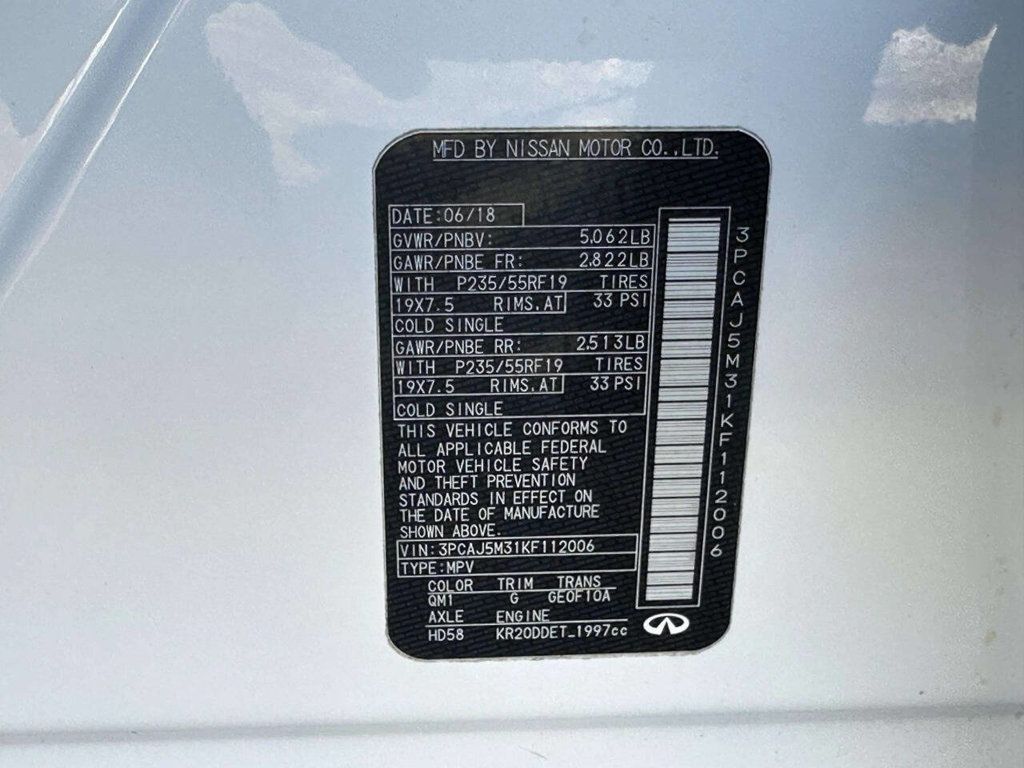 MFD BY NISSAN MOTOR CO.,LTD.
DATE:06/18
GVWR/PNBV: 5.062LB
GAWR/PNBE FR: 2.822LB
WITH P235/55RF19 TIRES
19X7.5 RIMS.AT 33 PSI
COLD SINGLE
GAWR/PNBE RR: 2.513LB
WITH P235/55RF19 TIRES
19X7.5 RIMS.AT 33 PSI
COLD SINGLE
THIS VEHICLE CONFORMS TO
ALL APPLICABLE FEDERAL
MOTOR VEHICLE SAFETY
AND THEFT PREVENTION
STANDARDS IN EFFECT ON
THE DATE OF MANUFACTURE
SHOWN ABOVE.
VIN:3PCAJ5M31KF112006
TYPE:MPV
COLOR TRIM TRANS
QM1 G GE0F10A
AXLE ENGINE
HD58 KR20DDET_1997cc
3PCAJ5M31KF112006